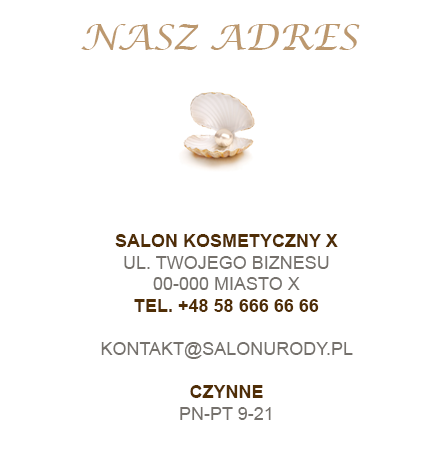 NASZ ADRES
SALON KOSMETYCZNY X
UL. TWOJEGO BIZNESU
00-000 MIASTO X
TEL. +48 58 666 66 66
KONTAKT@SALONURODY.PL
CZYNNE
PN-PT 9-21